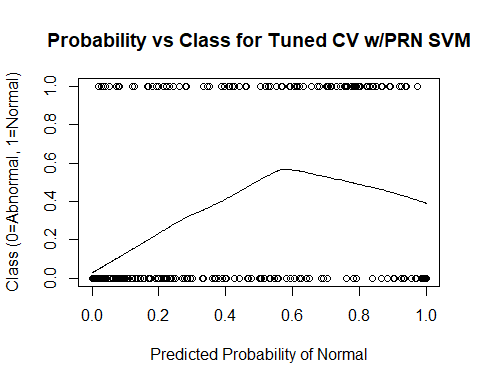 Probability vs Class for Tuned CV w/PRN SVM
Class (0=Abnormal, 1=Normal)
1.0
0.8
0.6
0.4
0.2
0.0
0.0 0.2 0.4 0.6 0.8 1.0
Predicted Probability of Normal